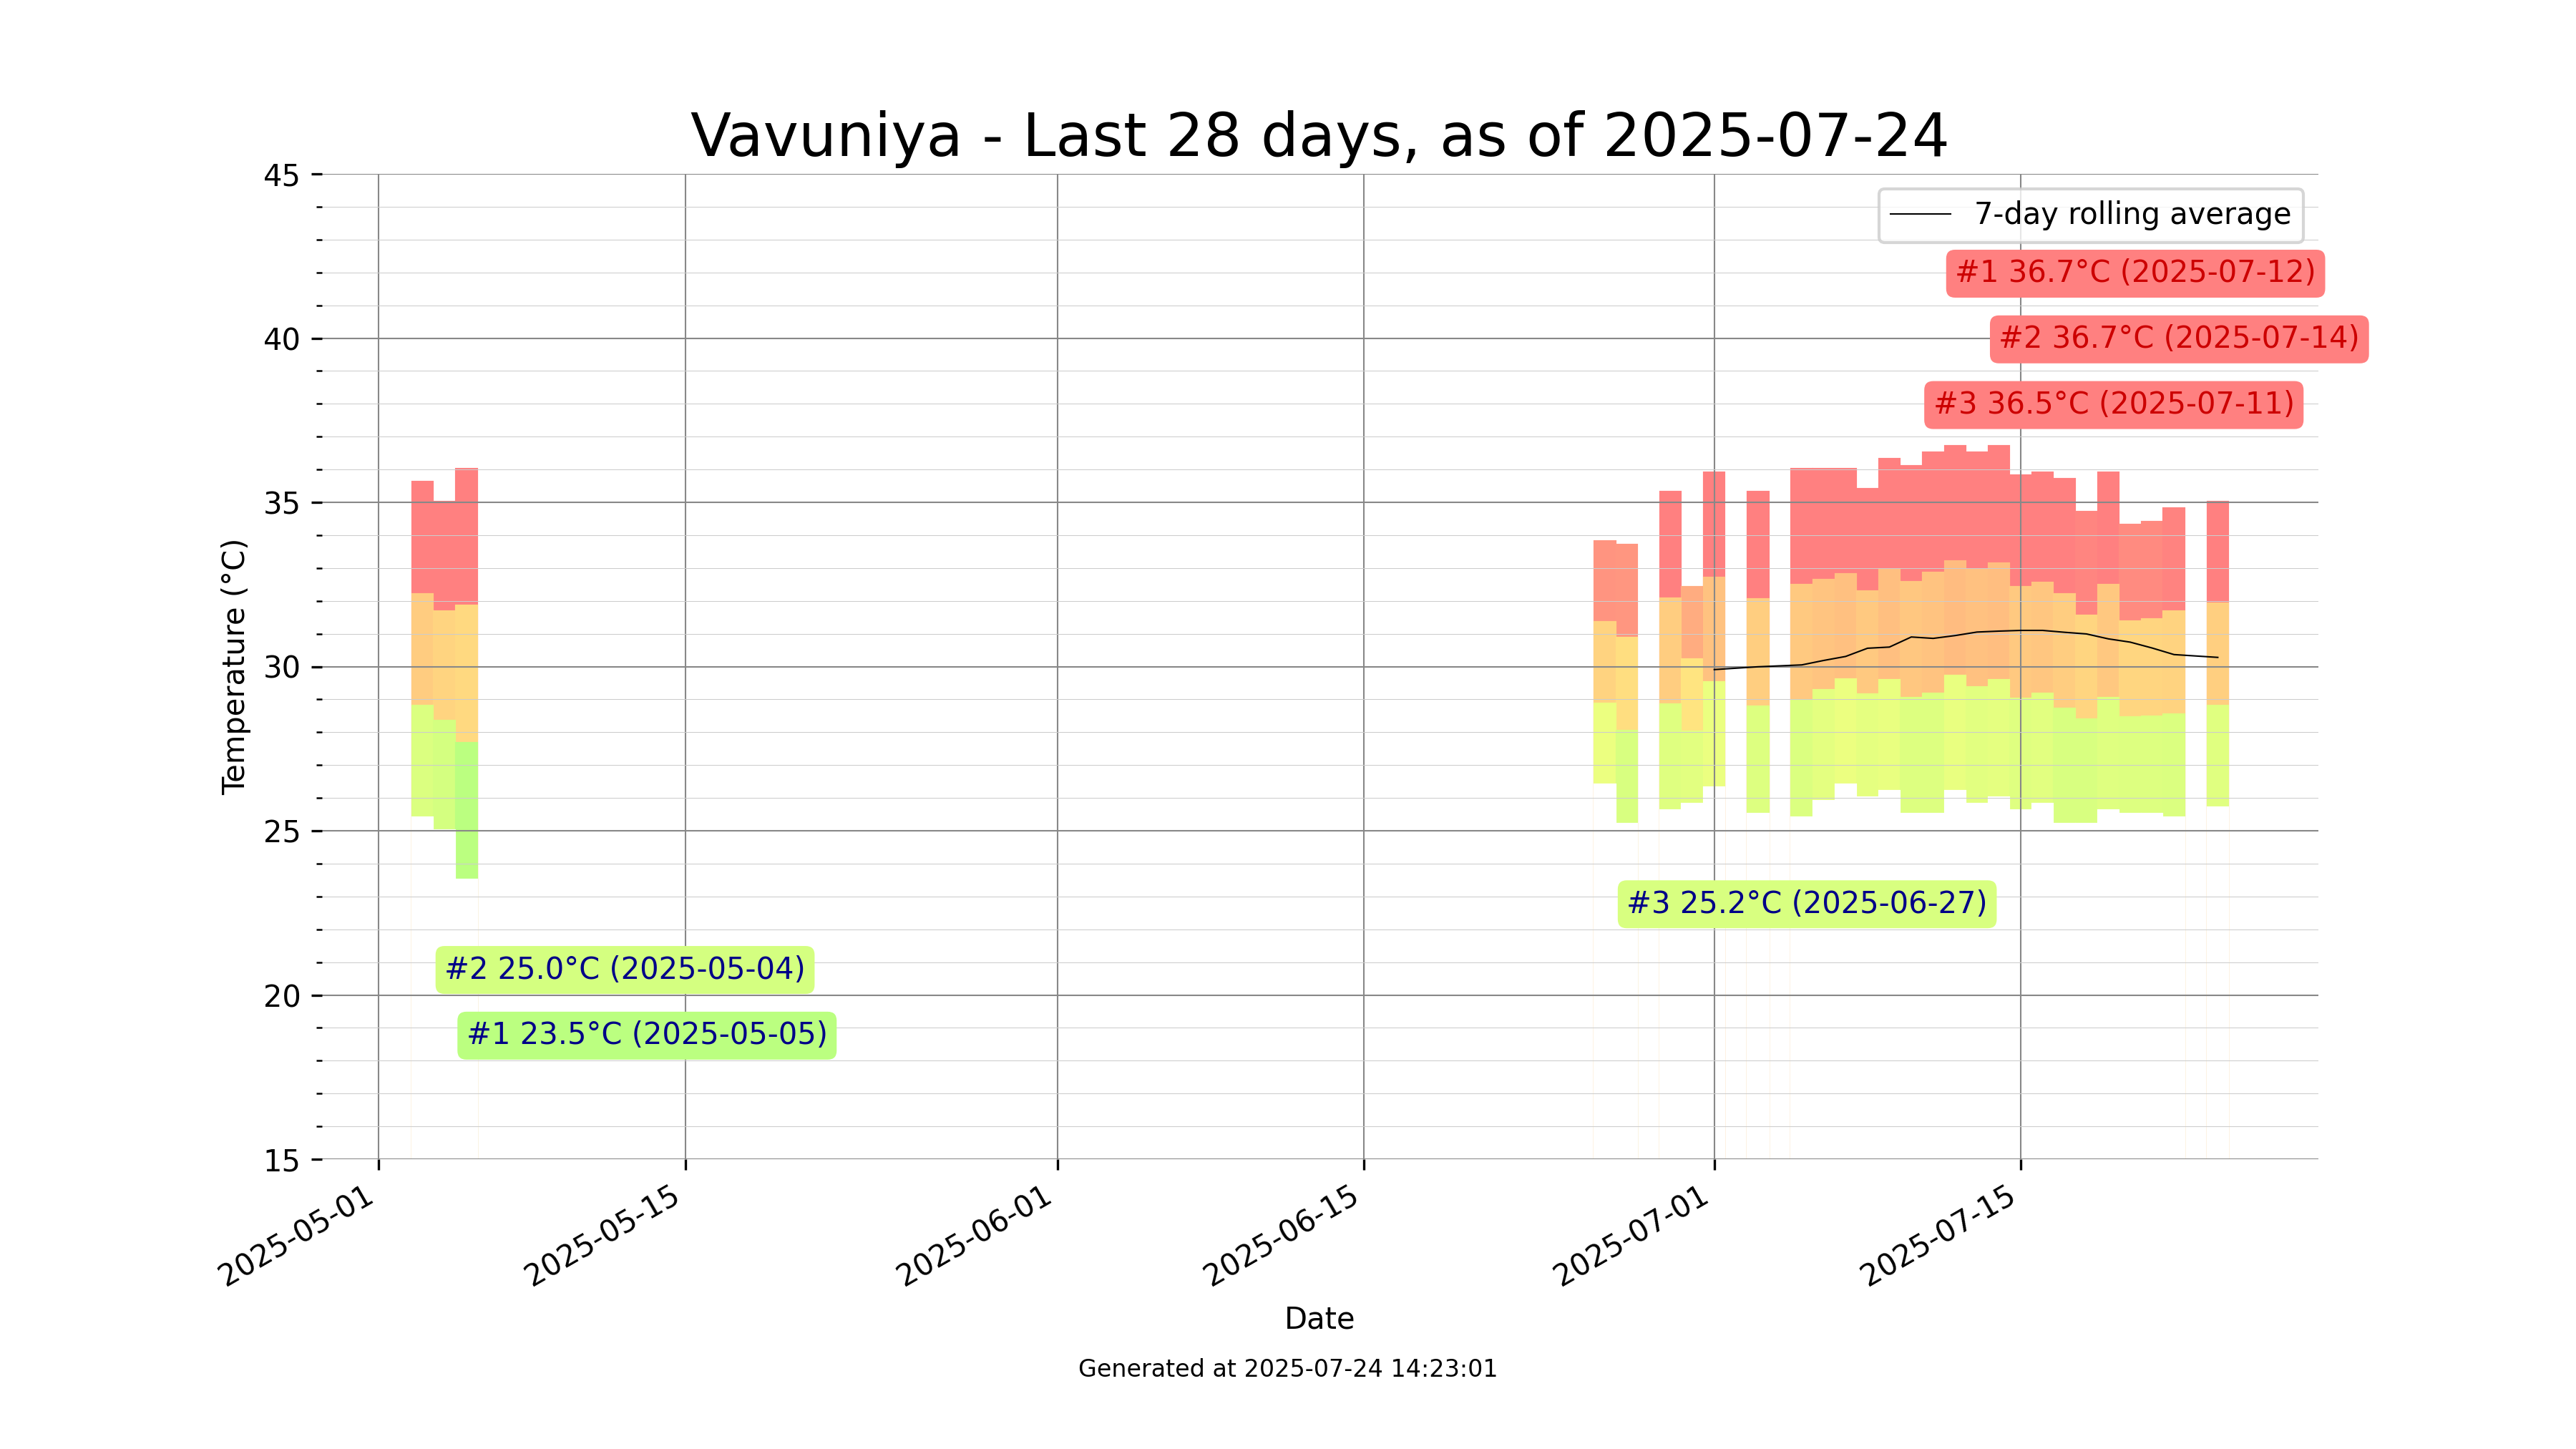 Vavuniya - Last 28 days, as of 2025-07-24
45
40
35
30
25
20
15
Temperature (°C)
7-day rolling average
#1 36.7°C (2025-07-12)
#2 36.7°C (2025-07-14)
#3 36.5°C (2025-07-11)
#3 25.2°C (2025-06-27)
#2 25.0°C (2025-05-04)
#1 23.5°C (2025-05-05)
2025-05-01
2025-05-15
2025-06-01
2025-06-15
2025-07-01
2025-07-15
Date
Generated at 2025-07-24 14:23:01